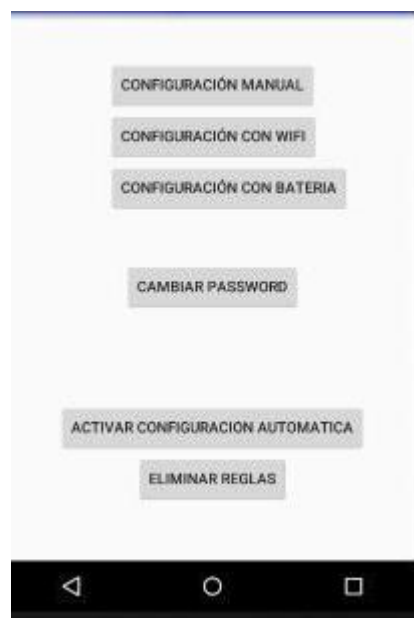 CONFIGURACIÓN MANUAL
CONFIGURACIÓN CON WIFI
CONFIGURACIÓN CON BATERIA
CAMBIAR PASSWORD
ACTIVAR CONFIGURACION AUTOMATICA
ELIMINAR REGLAS